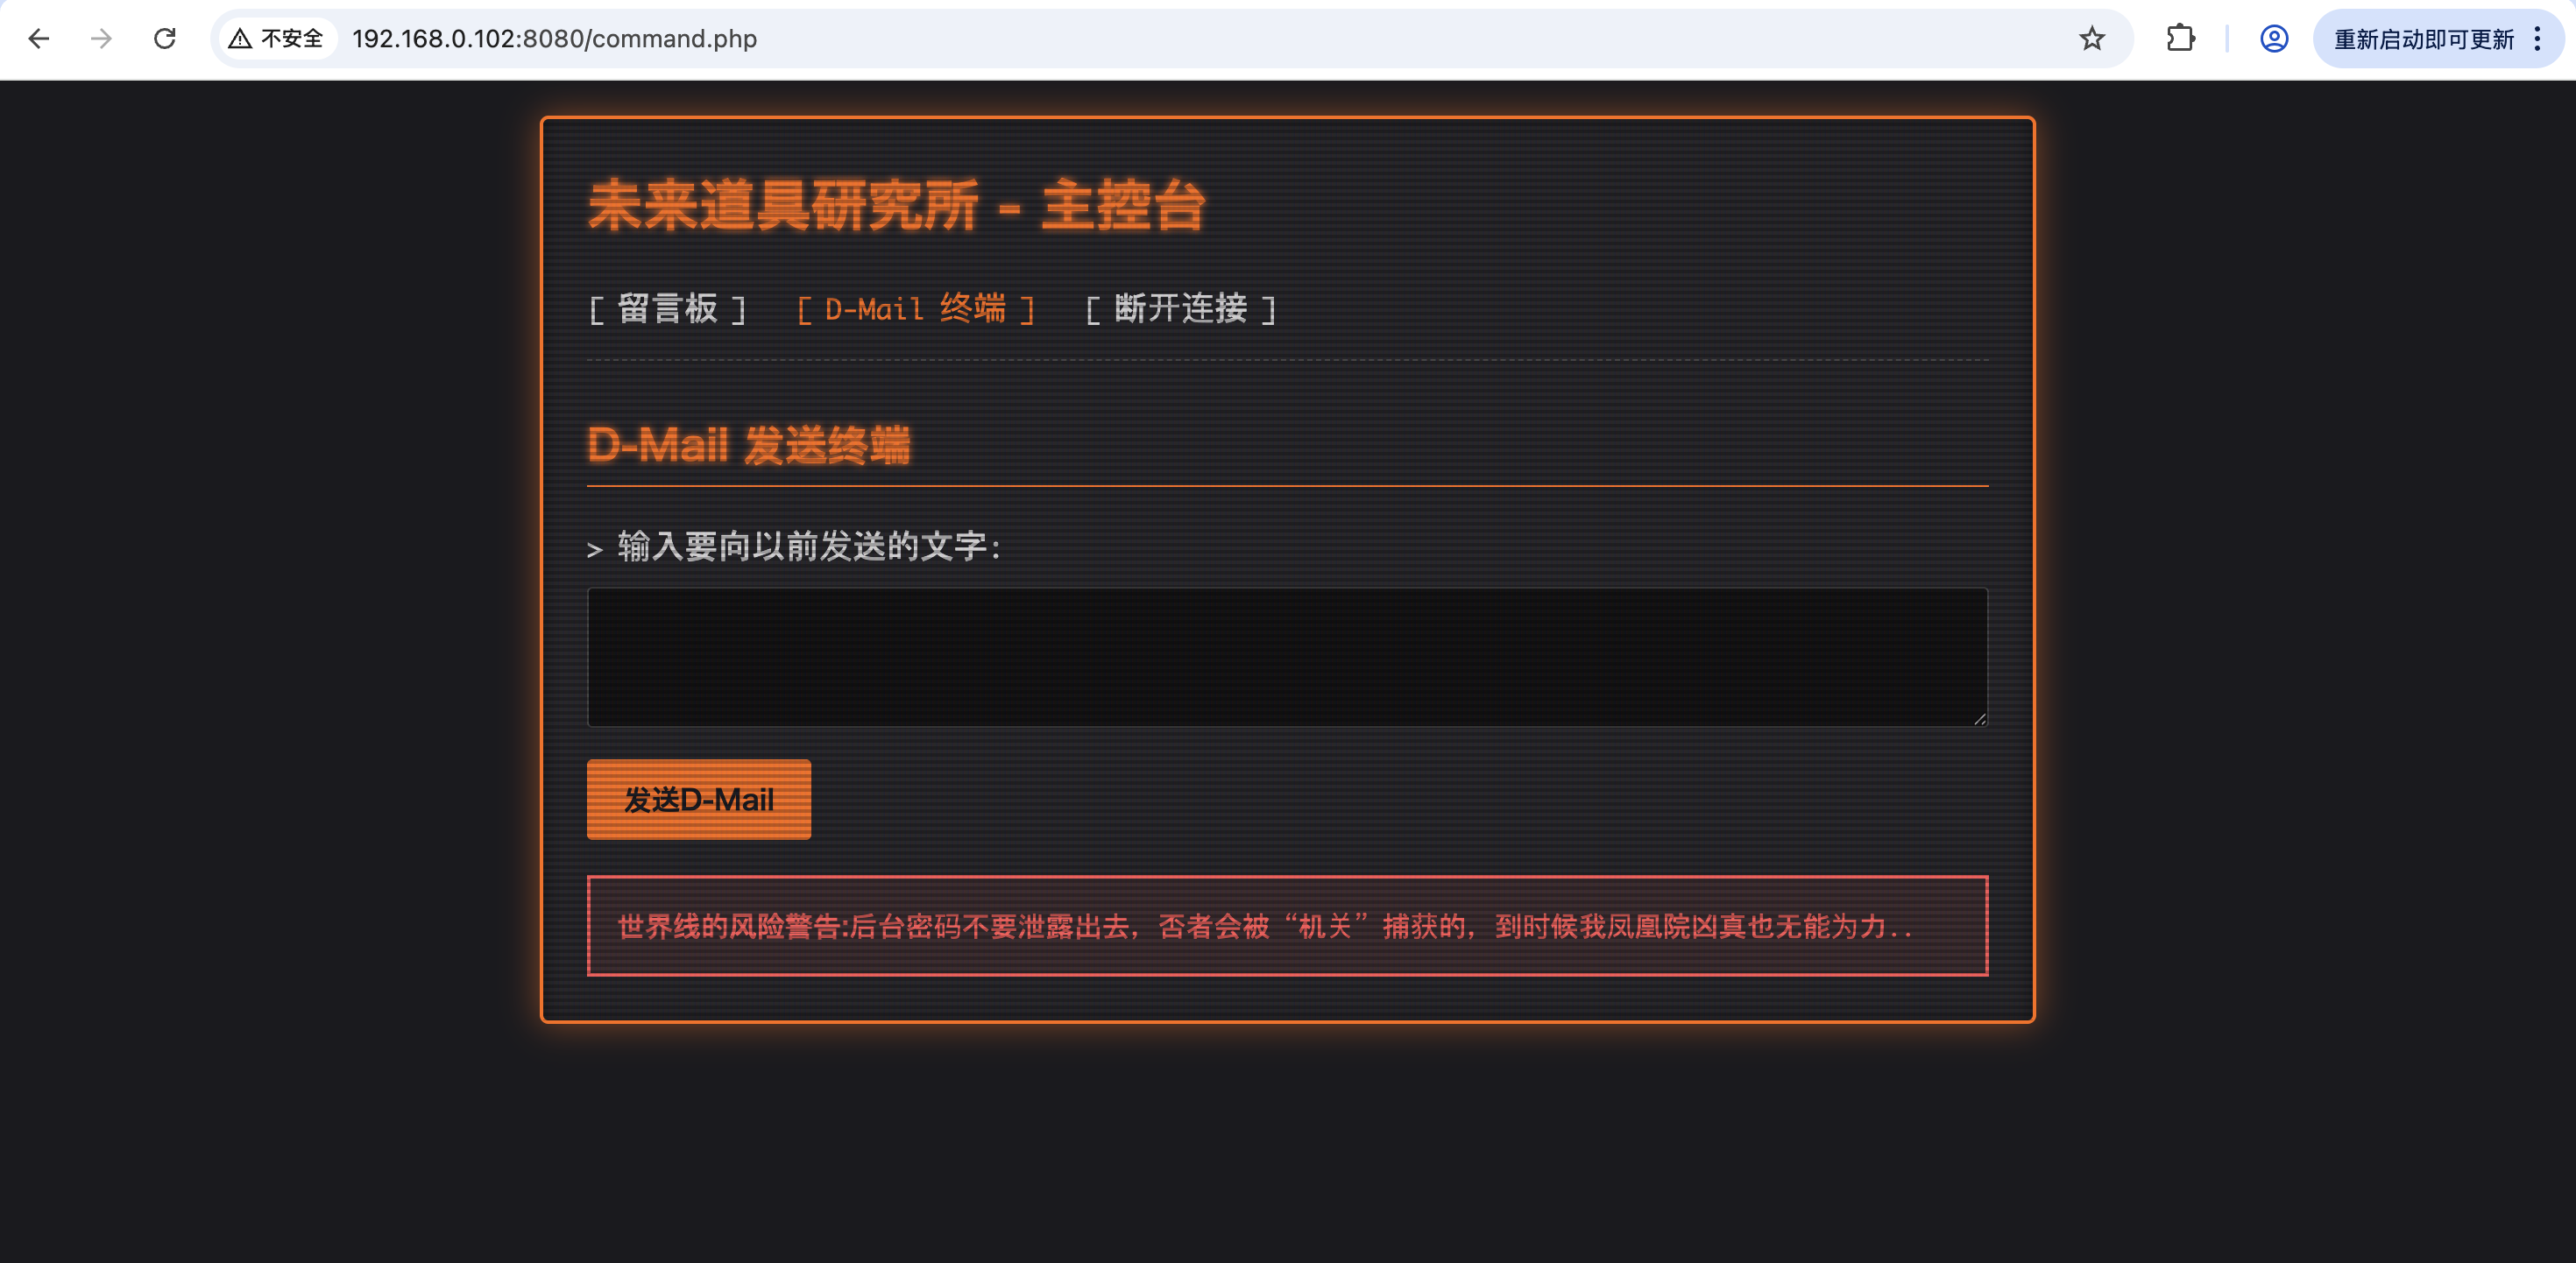 不安全 192.168.0.102:8080/command.php 重新启动即可更新
未来道具研究所 - 主控台
[ 留言板 ] [ D-Mail 终端 ] [ 断开连接 ]
D-Mail 发送终端
> 输入要向以前发送的文字:
发送D-Mail
世界线的风险警告:后台密码不要泄露出去，否者会被“机关”捕获的，到时候我凤凰院凶真也无能为力..